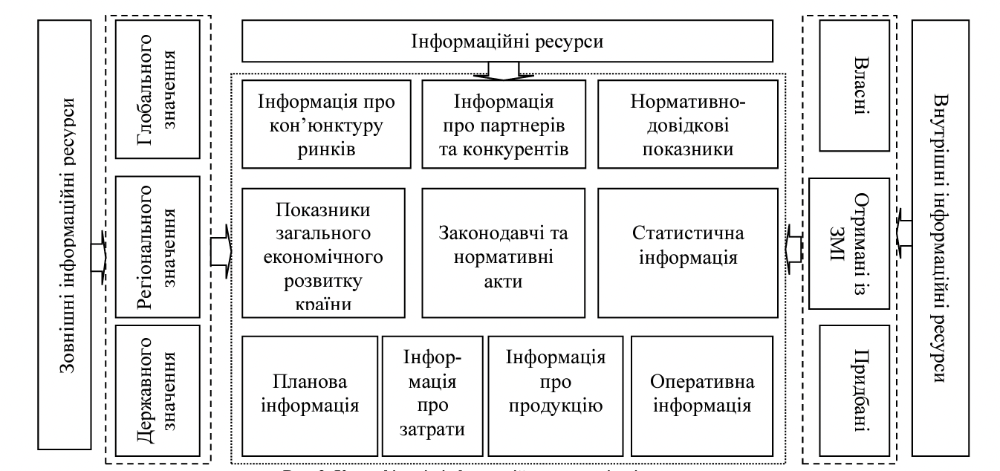 Зовнішні інформаційні ресурси
Глобального
значення
Регіонального
значення
Державного
значення
Інформаційні ресурси
Інформація про
кон’юнктуру
ринків
Інформація
про партнерів
та конкурентів
Нормативно-
довідкові
показники
Показники
загального
економічного
розвитку
країни
Законодавчі та
нормативні
акти
Статистична
інформація
Планова
інформація
Інфор-
мація
про
затрати
Інформація
про
продукцію
Оперативна
інформація
Власні
Отримані із
ЗМІ
Придбані
Внутрішні інформаційні ресурси